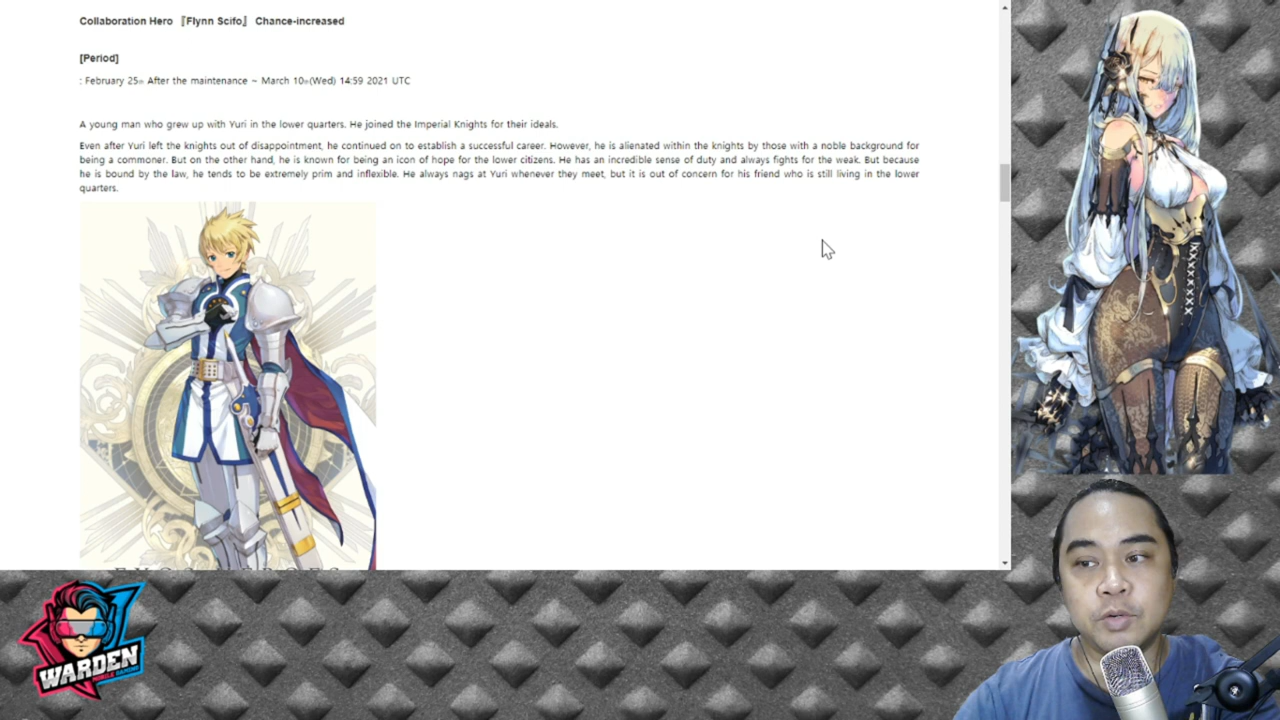 Collaboration Hero 『Flynn Scifo』 Chance-increased
[Period]
: February 25th After the maintenance ~ March 10th(Wed) 14:59 2021 UTC
A young man who grew up with Yuri in the lower quarters. He joined the Imperial Knights for their ideals.
Even after Yuri left the knights out of disappointment, he continued on to establish a successful career. However, he is alienated within the knights by those with a noble background for
being a commoner. But on the other hand, he is known for being an icon of hope for the lower citizens. He has an incredible sense of duty and always fights for the weak. But because
he is bound by the law, he tends to be extremely prim and inflexible. He always nags at Yuri whenever they meet, but it is out of concern for his friend who is still living in the lower
quarters.
WARDEN
MOBILE GAMING